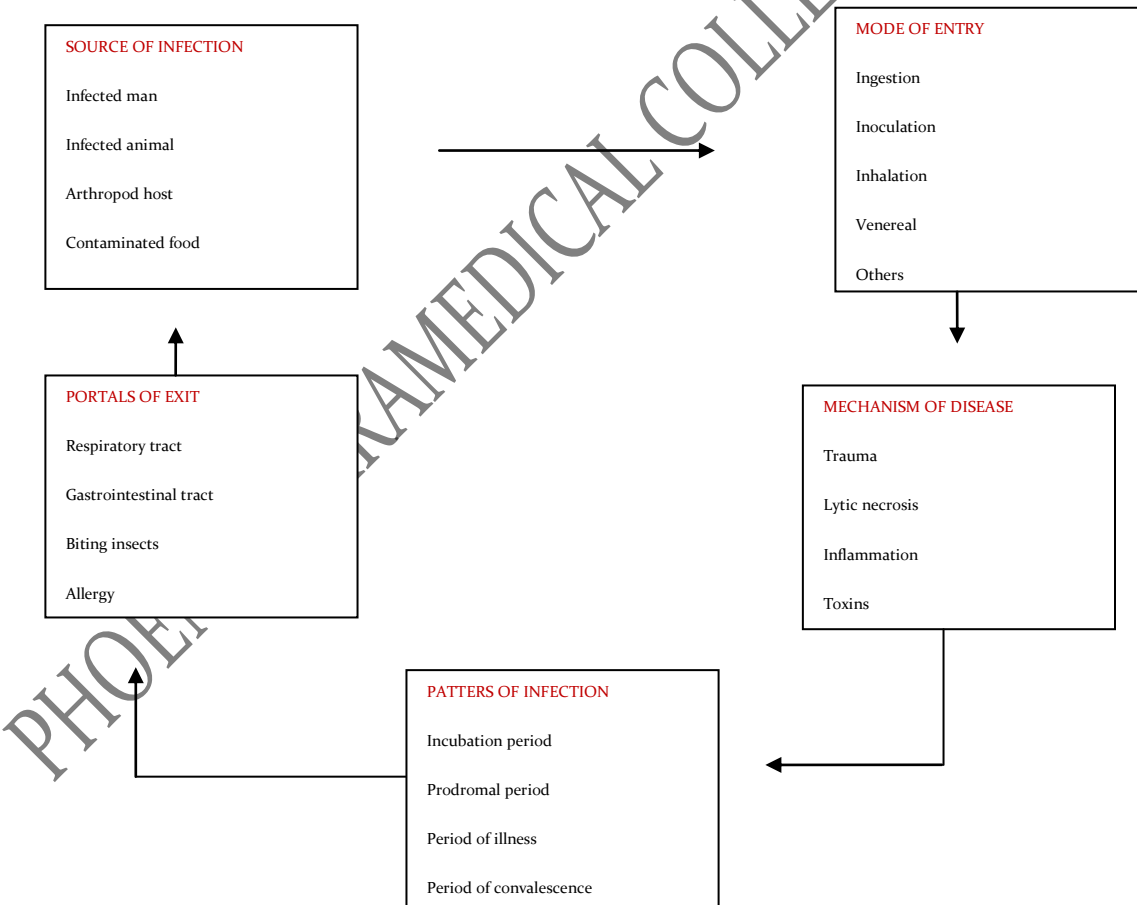 SOURCE OF INFECTION
Infected man
Infected animal
Arthropod host
Contaminated food
MODE OF ENTRY
Ingestion
Inoculation
Inhalation
Venereal
Others
MECHANISM OF DISEASE
Trauma
Lytic necrosis
Inflammation
Toxins
PATTERS OF INFECTION
Incubation period
Prodromal period
Period of illness
Period of convalescence
PORTALS OF EXIT
Respiratory tract
Gastrointestinal tract
Biting insects
Allergy